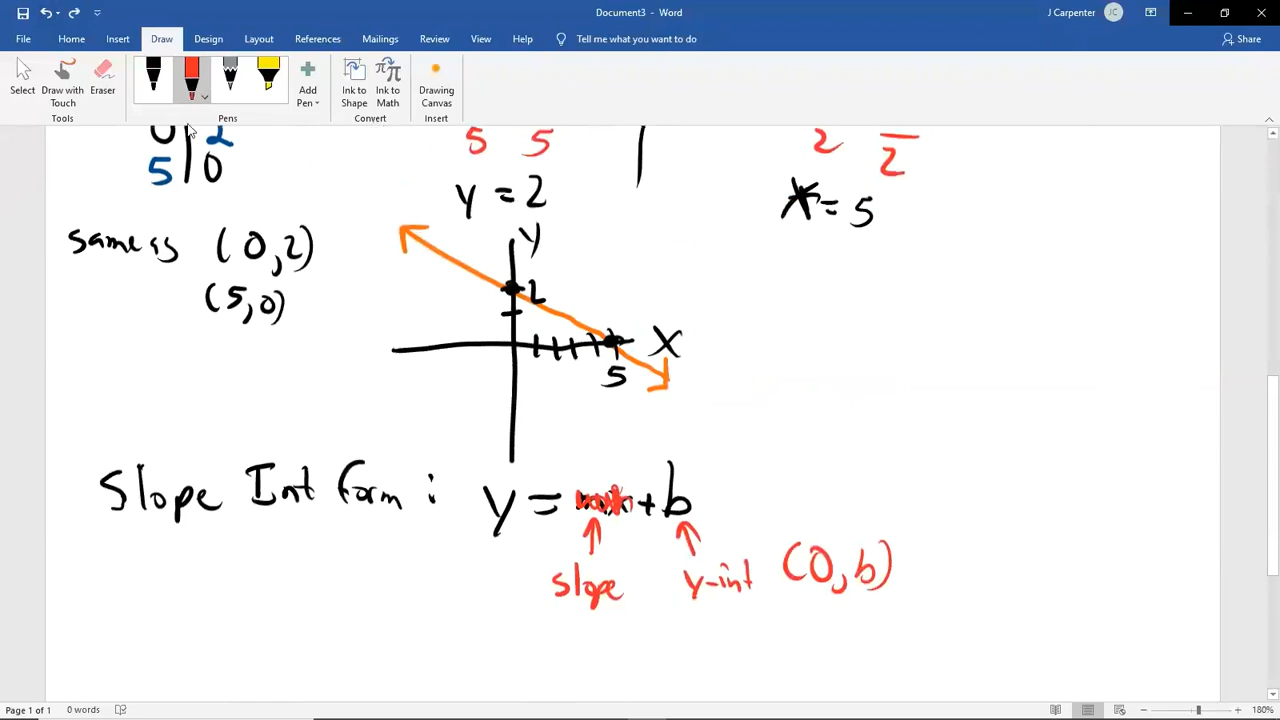 Document3 - Word
J Carpenter JC
File Home Insert Draw Design Layout References Mailings Review View Help Tell me what you want to do Share
Select Draw with Touch Eraser Add Pen Ink to Shape Ink to Math Drawing Canvas
Tools Pens Convert Insert
0 | 2
5 | 0
5 5
2 2
y = 2
x = 5
same as (0,2)
(5,0)
y
2
x
5
Slope Int form : y = +b
slope
y-int (0,b)
Page 1 of 1 0 words 180%